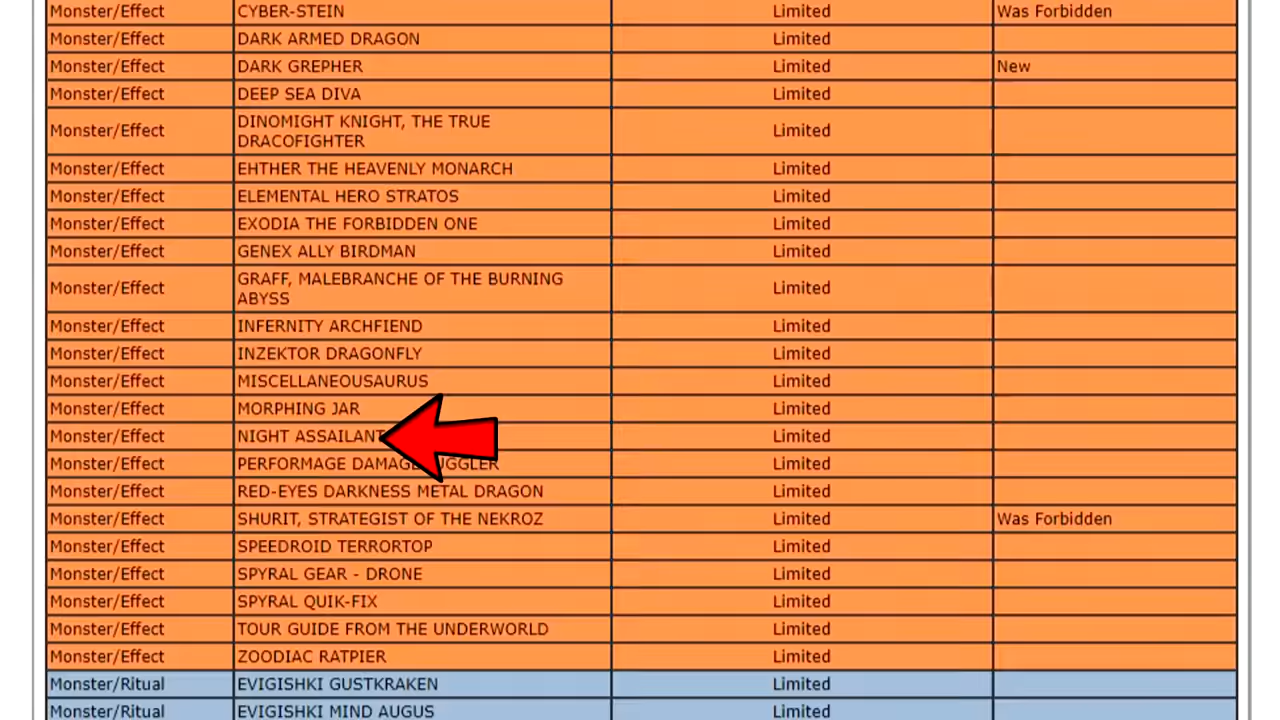 Monster/Effect CYBER-STEIN Limited Was Forbidden
Monster/Effect DARK ARMED DRAGON Limited
Monster/Effect DARK GREPHER Limited New
Monster/Effect DEEP SEA DIVA Limited
Monster/Effect DINOMIGHT KNIGHT, THE TRUE
DRACOFIGHTER Limited
Monster/Effect EHTHER THE HEAVENLY MONARCH Limited
Monster/Effect ELEMENTAL HERO STRATOS Limited
Monster/Effect EXODIA THE FORBIDDEN ONE Limited
Monster/Effect GENEX ALLY BIRDMAN Limited
Monster/Effect GRAFF, MALEBRANCHE OF THE BURNING
ABYSS Limited
Monster/Effect INFERNITY ARCHFIEND Limited
Monster/Effect INZEKTOR DRAGONFLY Limited
Monster/Effect MISCELLANEOUSAURUS Limited
Monster/Effect MORPHING JAR Limited
Monster/Effect NIGHT ASSAILANT Limited
Monster/Effect PERFORMAGE DAMAGE JUGGLER Limited
Monster/Effect RED-EYES DARKNESS METAL DRAGON Limited
Monster/Effect SHURIT, STRATEGIST OF THE NEKROZ Limited Was Forbidden
Monster/Effect SPEEDROID TERRORTOP Limited
Monster/Effect SPYRAL GEAR - DRONE Limited
Monster/Effect SPYRAL QUIK-FIX Limited
Monster/Effect TOUR GUIDE FROM THE UNDERWORLD Limited
Monster/Effect ZOODIAC RATPIER Limited
Monster/Ritual EVIGISHKI GUSTKRAKEN Limited
Monster/Ritual EVIGISHKI MIND AUGUS Limited